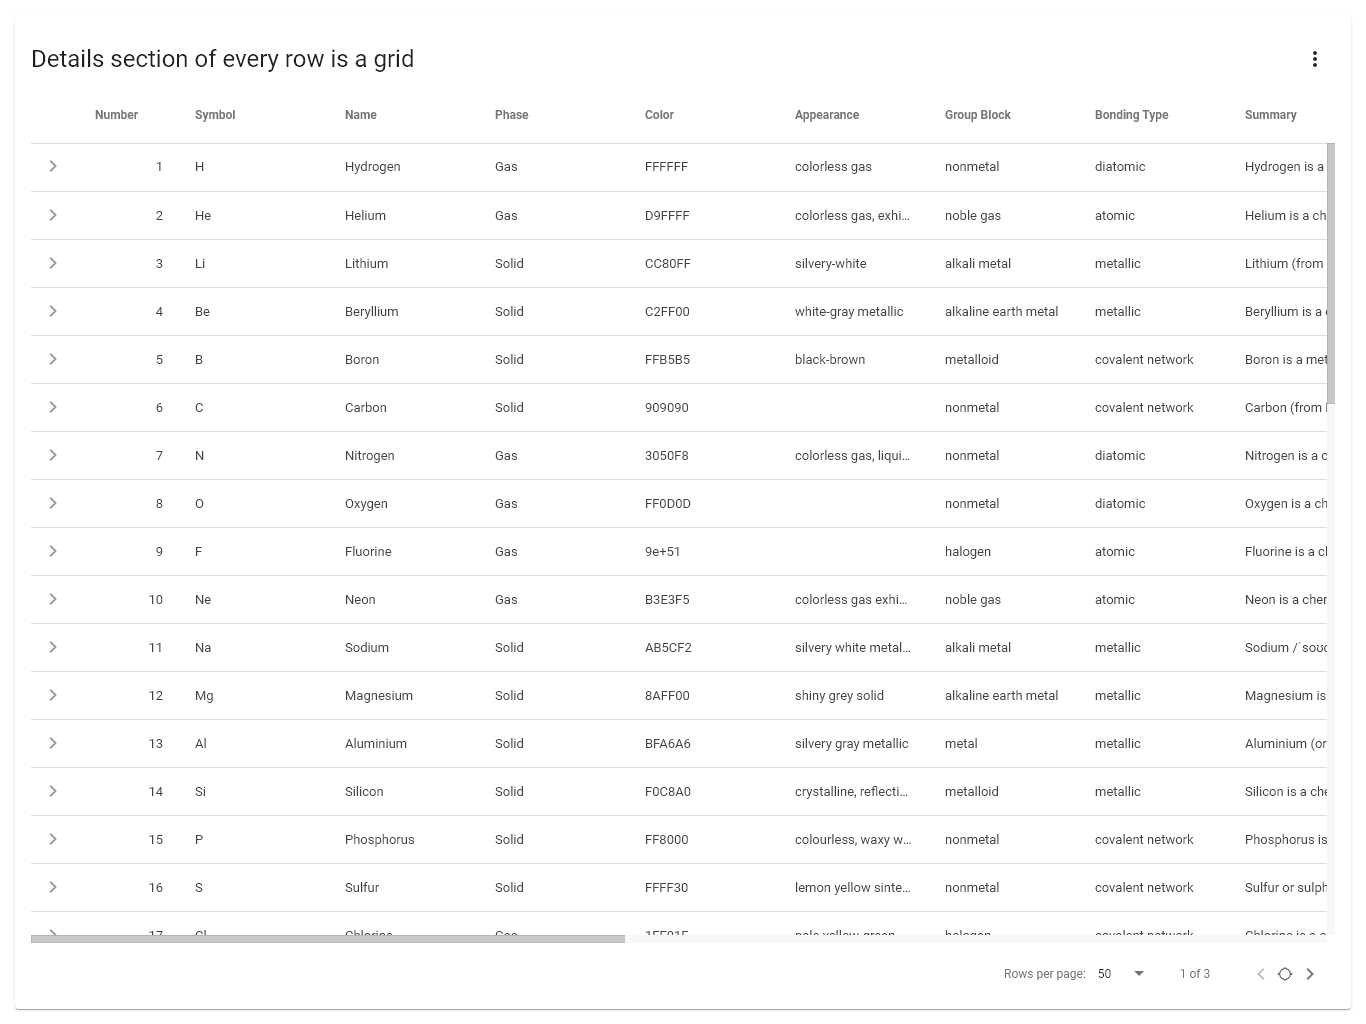 Details section of every row is a grid
Number Symbol Name Phase Color Appearance Group Block Bonding Type Summary
1 H Hydrogen Gas FFFFFF colorless gas nonmetal diatomic Hydrogen is a
2 He Helium Gas D9FFFF colorless gas, exhi... noble gas atomic Helium is a ch
3 Li Lithium Solid CC80FF silvery-white alkali metal metallic Lithium (from
4 Be Beryllium Solid C2FF00 white-gray metallic alkaline earth metal metallic Beryllium is a
5 B Boron Solid FFB5B5 black-brown metalloid covalent network Boron is a met
6 C Carbon Solid 909090 nonmetal covalent network Carbon (from
7 N Nitrogen Gas 3050F8 colorless gas, liqui... nonmetal diatomic Nitrogen is a c
8 O Oxygen Gas FF0D0D nonmetal diatomic Oxygen is a ch
9 F Fluorine Gas 9e+51 halogen atomic Fluorine is a cl
10 Ne Neon Gas B3E3F5 colorless gas exhi... noble gas atomic Neon is a cher
11 Na Sodium Solid AB5CF2 silvery white metal... alkali metal metallic Sodium /ˈsoʊc
12 Mg Magnesium Solid 8AFF00 shiny grey solid alkaline earth metal metallic Magnesium is
13 Al Aluminium Solid BFA6A6 silvery gray metallic metal metallic Aluminium (or
14 Si Silicon Solid F0C8A0 crystalline, reflecti... metalloid metallic Silicon is a che
15 P Phosphorus Solid FF8000 colourless, waxy w... nonmetal covalent network Phosphorus is
16 S Sulfur Solid FFFF30 lemon yellow sinte... nonmetal covalent network Sulfur or sulph
17 Cl Chlorine Gas 1FF01F pale yellow-green halogen covalent network Chlorine is a c
Rows per page: 50 1 of 3